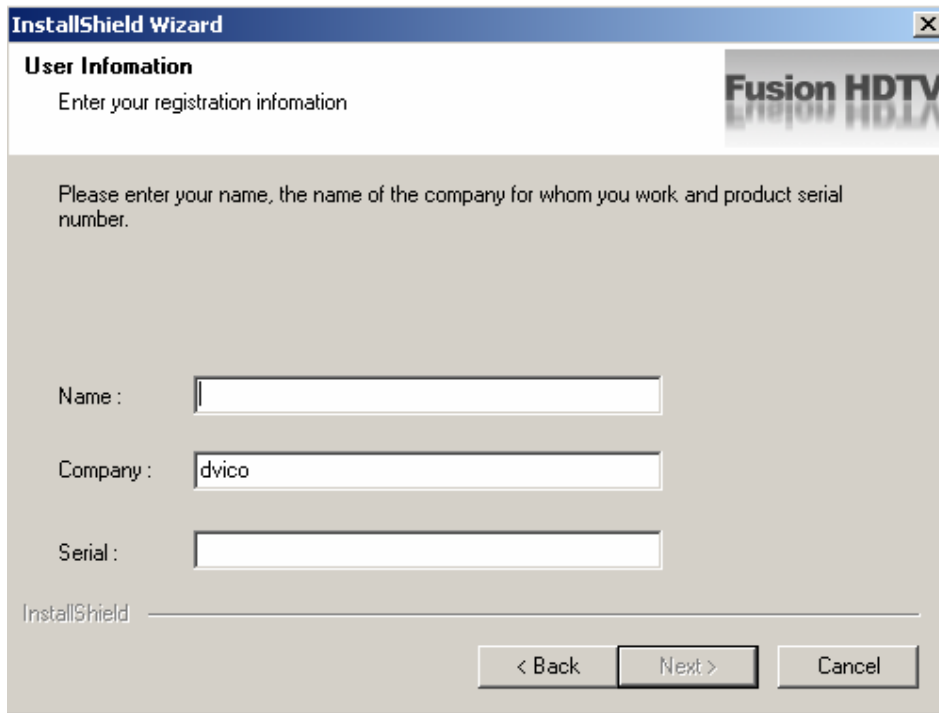 InstallShield Wizard
User Infomation
Enter your registration infomation
Fusion HDTV
Please enter your name, the name of the company for whom you work and product serial
number.
Name :
Company : dvico
Serial :
InstallShield
< Back Next > Cancel